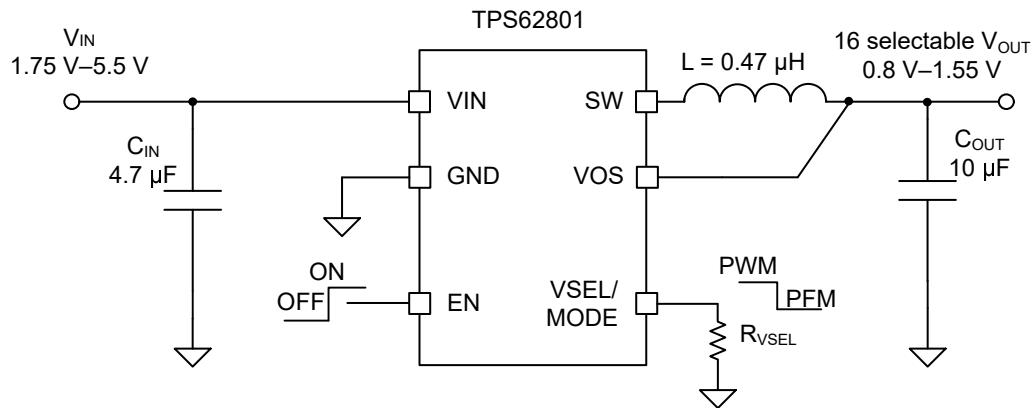 TPS62801
VIN
1.75 V–5.5 V
16 selectable VOUT
0.8 V–1.55 V
L = 0.47 µH
VIN
SW
CIN
4.7 µF
COUT
10 µF
GND
VOS
ON
OFF
EN
VSEL/
MODE
PWM
PFM
RVSEL